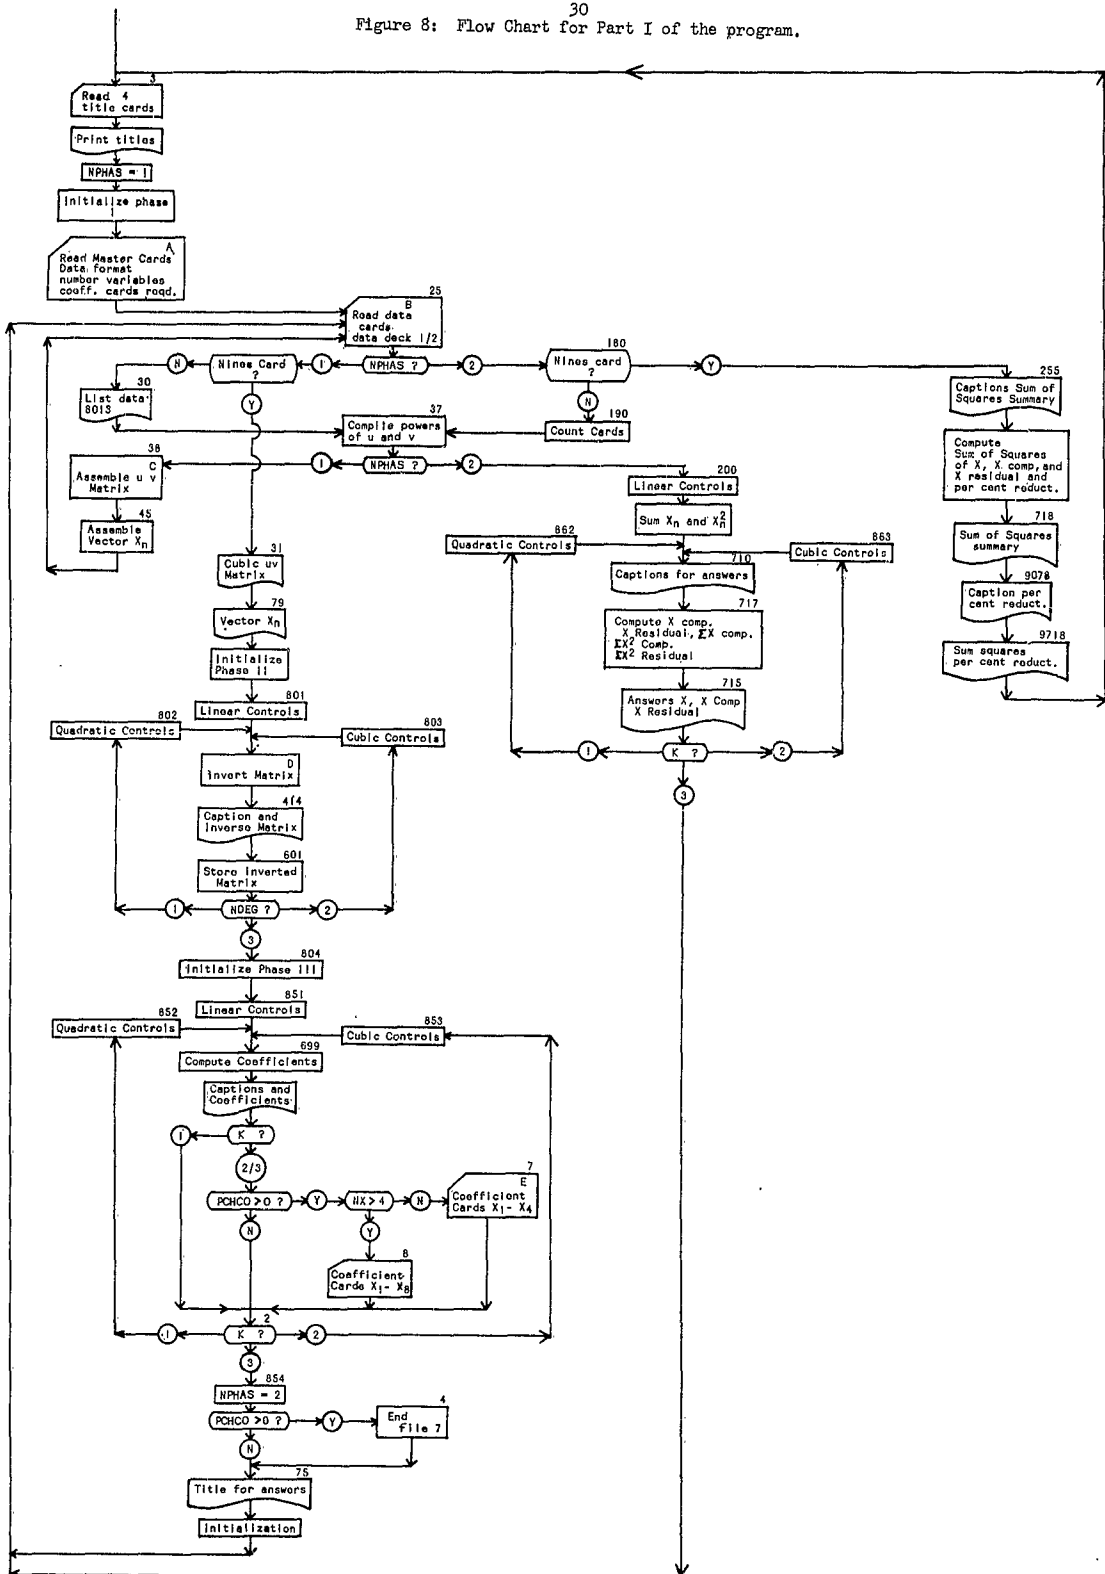 30
Figure 8: Flow Chart for Part I of the program.
3
Read 4
title cards
Print titles
NPHAS = 1
Initialize phase
A
Read Master Cards
Data format
number variables
coeff. cards reqd.
25
B
Read data
cards
data deck 1/2
N
Nines Card
?
1
NPHAS ?
2
180
Nines card
?
Y
30
List data
8013
Y
37
Compile powers
of u and v
N
190
Count Cards
255
Captions Sum of
Squares Summary
38
C
Assemble u v
Matrix
1
NPHAS ?
2
200
Linear Controls
Compute
Sum of Squares
of X, X comp, and
X residual and
per cent reduct.
45
Assemble
Vector Xn
Sum Xn and Xn²
862
Quadratic Controls
863
Cubic Controls
718
Sum of Squares
summary
31
Cubic uv
Matrix
710
Captions for answers
9078
Caption per
cent reduct.
79
Vector Xn
717
Compute X comp.
X Residual, ΣX comp.
ΣX² Comp.
ΣX² Residual
9718
Sum squares
per cent reduct.
Initialize
Phase II
801
Linear Controls
715
Answers X, X Comp
X Residual
802
Quadratic Controls
803
Cubic Controls
1
K ?
2
D
Invert Matrix
3
414
Caption and
Inverse Matrix
601
Store Inverted
Matrix
1
NDEG ?
2
3
804
Initialize Phase III
851
Linear Controls
852
Quadratic Controls
853
Cubic Controls
699
Compute Coefficients
Captions and
Coefficients
1
K ?
2/3
PCHCO > 0 ?
Y
NX > 4
N
7
E
Coefficient
Cards X₁- X₄
N
Y
8
Coefficient
Cards X₁- X₈
2
1
K ?
2
3
854
NPHAS = 2
PCHCO >0 ?
Y
4
End
file 7
N
75
Title for answers
Initialization